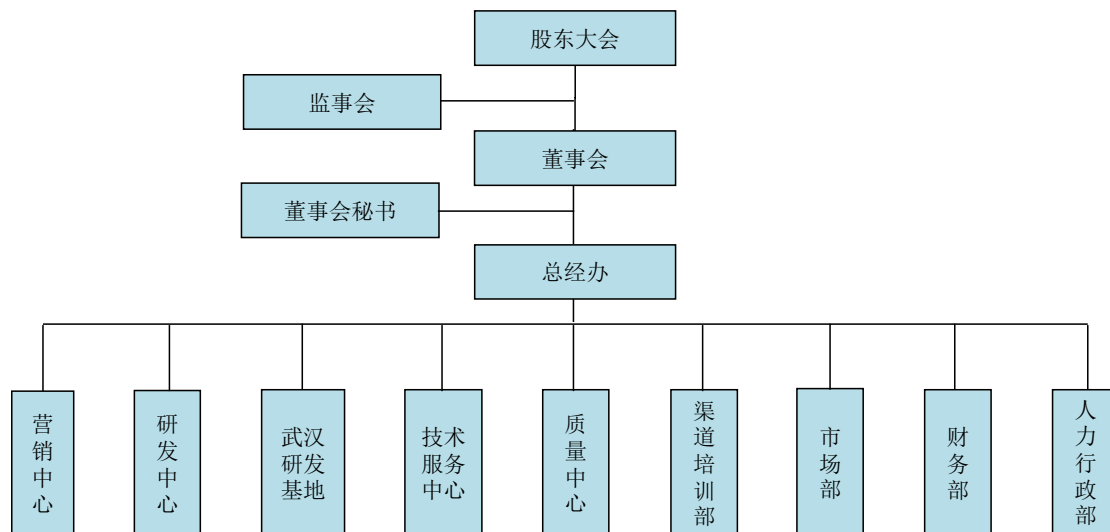 股东大会
监事会
董事会
董事会秘书
总经办
营销中心
研发中心
武汉
研发
基地
技术
服务
中心
质量中心
渠道培训部
市场部
财务部
人力行政部